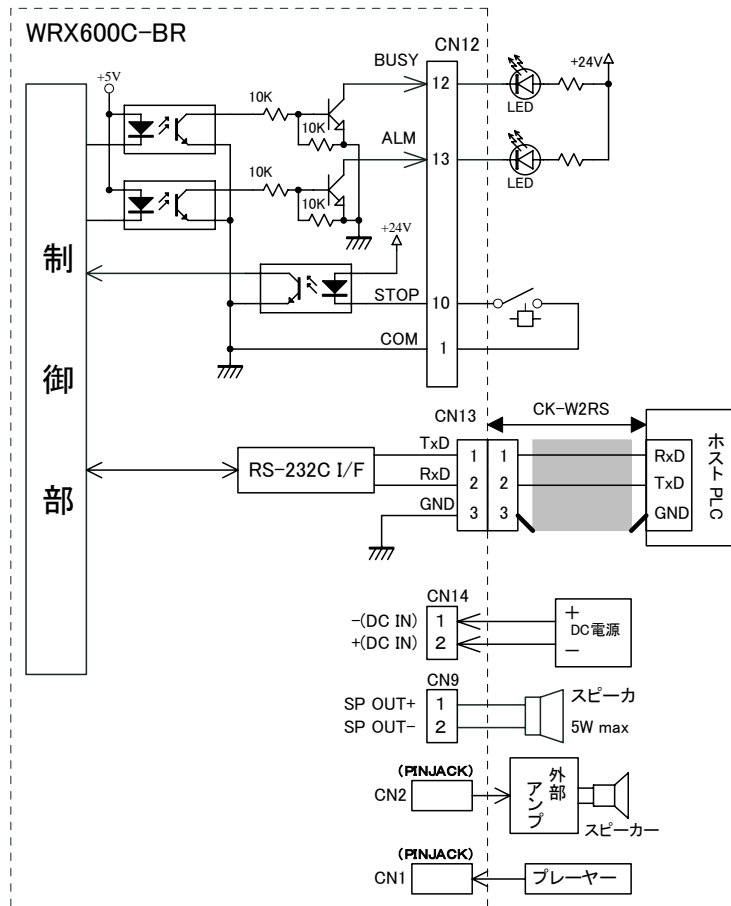 WRX600C-BR
CN12
BUSY
+24V
+5V
10K
12
LED
10K
ALM
10K
13
LED
10K
+24V
制御部
STOP
10
COM
1
CN13
CK-W2RS
TxD
1
1
RxD
RS-232C I/F
RxD
2
2
TxD
GND
3
3
GND
ホスト PLC
CN14
-(DC IN)
1
+
DC電源
+(DC IN)
2
-
CN9
SP OUT+
1
スピーカ
SP OUT-
2
5W max
(PINJACK)
CN2
外部アンプ
スピーカー
(PINJACK)
CN1
プレーヤー